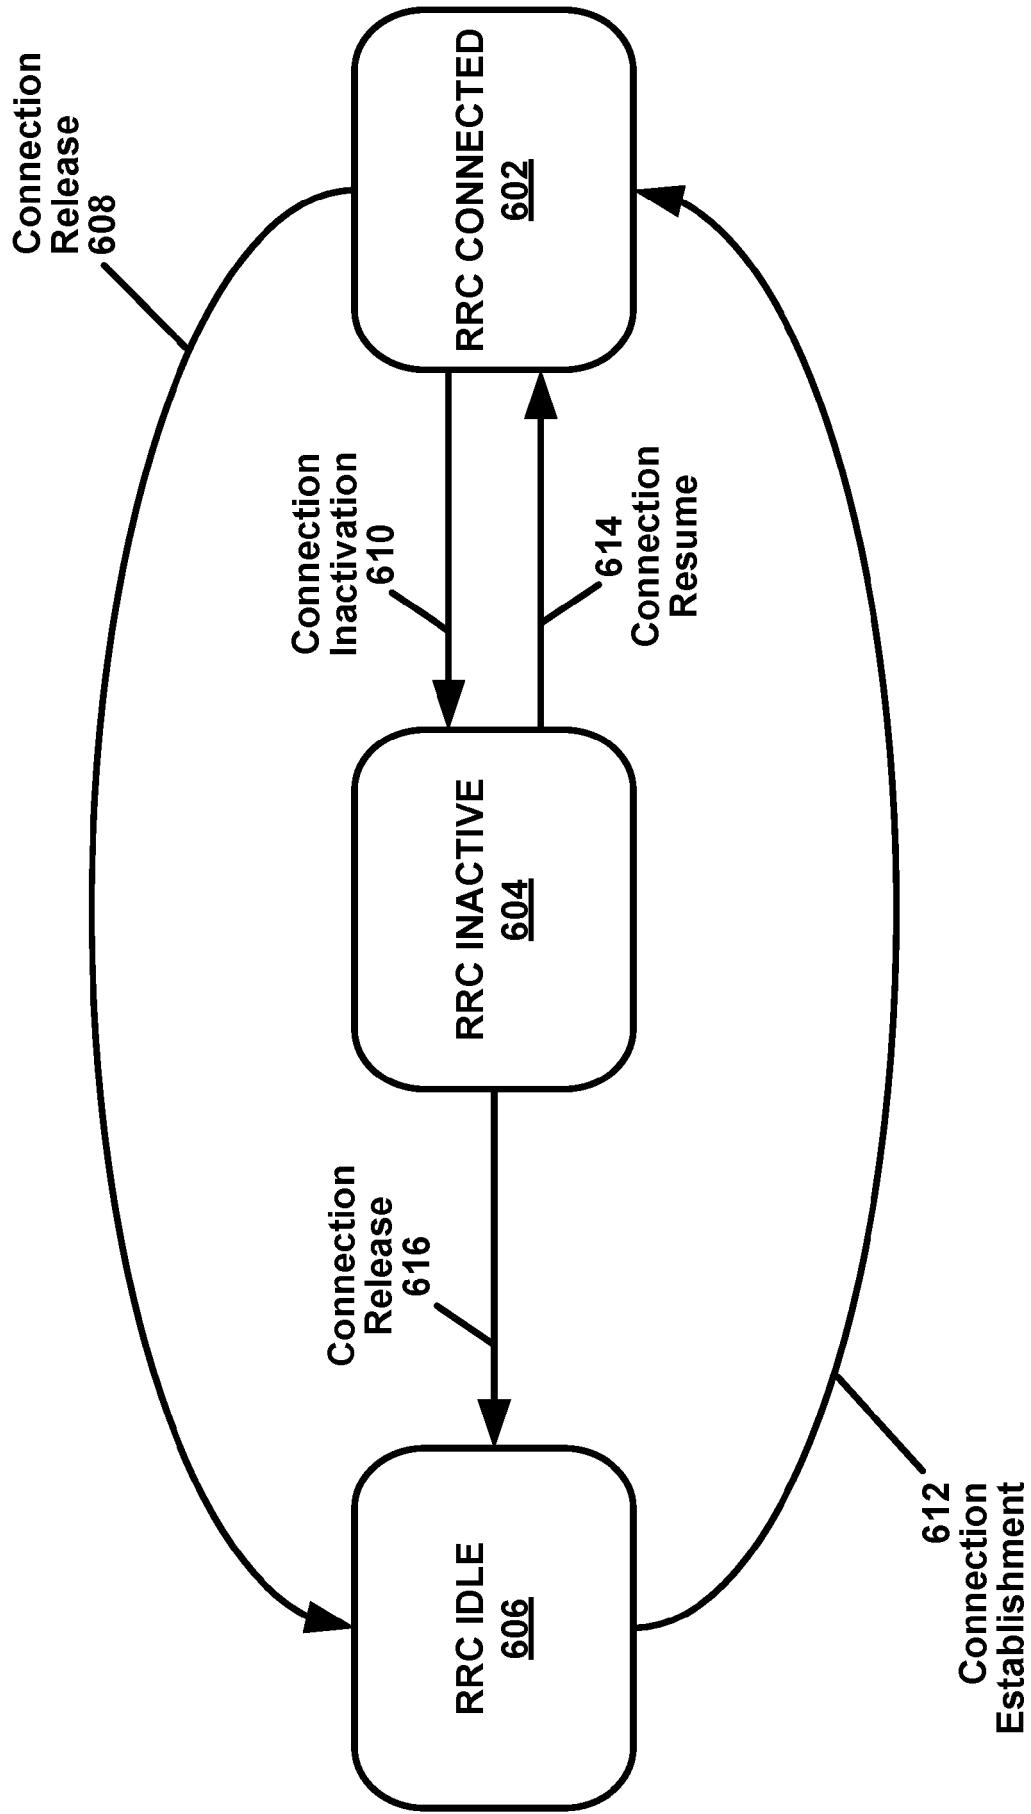 Connection
Release
608
RRC CONNECTED
602
Connection
Inactivation
610
614
Connection
Resume
RRC INACTIVE
604
Connection
Release
616
RRC IDLE
606
612
Connection
Establishment